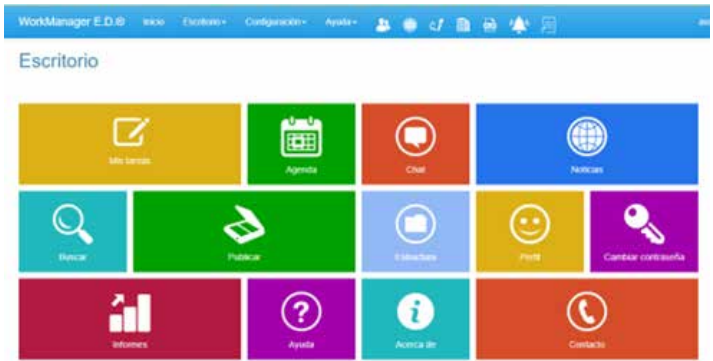 WorkManager E.D.® Inicio Escritorio Configuración Ayuda
Escritorio
Mis tareas Agenda Chat Noticias
Buscar Publicar Estructura Perfil Cambiar contraseña
Informes Ayuda Acerca de Contacto